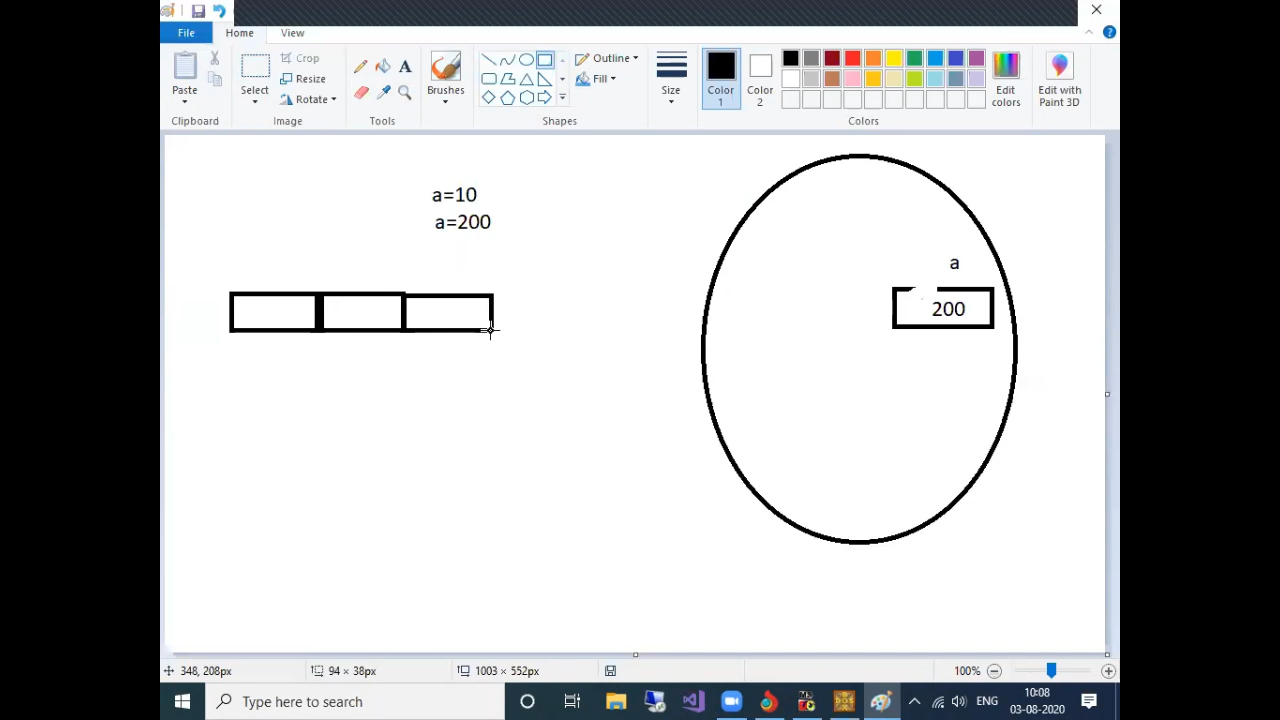 File
Home
View
Paste
Clipboard
Select
Crop
Resize
Rotate
Image
A
Tools
Brushes
Outline
Fill
Shapes
Size
Color
1
Color
2
Edit
colors
Edit with
Paint 3D
Colors
a=10
a=200
a
200
348, 208px
94 × 38px
1003 × 552px
100%
Type here to search
ENG
10:08
03-08-2020